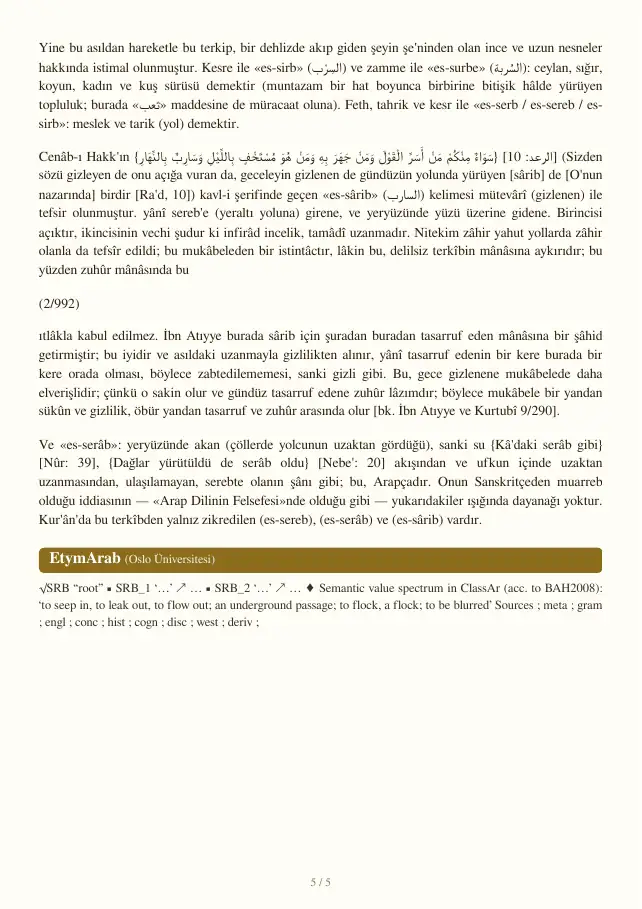 Yine bu asıldan hareketle bu terkip, bir dehlizde akıp giden şeyin şe'ninden olan ince ve uzun nesneler
hakkında istimal olunmuştur. Kesre ile «es-sirb» (السِرْب) ve zamme ile «es-surbe» (السُربة): ceylan, sığır,
koyun, kadın ve kuş sürüsü demektir (muntazam bir hat boyunca birbirine bitişik hâlde yürüyen
topluluk; burada «ثعب» maddesine de müracaat oluna). Feth, tahrik ve kesr ile «es-serb / es-sereb / es-
sirb»: meslek ve tarik (yol) demektir.
Cenâb-ı Hakk'ın {سَوَاءٌ مِنْكُمْ مَنْ أَسَرَّ الْقَوْلَ وَمَنْ جَهَرَ بِهِ وَمَنْ هُوَ مُسْتَخْفٍ بِاللَّيْلِ وَسَارِبٌ بِالنَّهَارِ} [الرعد: 10] (Sizden
sözü gizleyen de onu açığa vuran da, geceleyin gizlenen de gündüzün yolunda yürüyen [sârib] de [O'nun
nazarında] birdir [Ra'd, 10]) kavl-i şerifinde geçen «es-sârib» (السارب) kelimesi mütevârî (gizlenen) ile
tefsir olunmuştur. yânî sereb'e (yeraltı yoluna) girene, ve yeryüzünde yüzü üzerine gidene. Birincisi
açıktır, ikincisinin vechi şudur ki infirâd incelik, tamâdî uzanmadır. Nitekim zâhir yahut yollarda zâhir
olanla da tefsîr edildi; bu mukâbeleden bir istintâctır, lâkin bu, delilsiz terkîbin mânâsına aykırıdır; bu
yüzden zuhûr mânâsında bu
(2/992)
ıtlâkla kabul edilmez. İbn Atıyye burada sârib için şuradan buradan tasarruf eden mânâsına bir şâhid
getirmiştir; bu iyidir ve asıldaki uzanmayla gizlilikten alınır, yânî tasarruf edenin bir kere burada bir
kere orada olması, böylece zabtedilememesi, sanki gizli gibi. Bu, gece gizlenene mukâbelede daha
elverişlidir; çünkü o sakin olur ve gündüz tasarruf edene zuhûr lâzımdır; böylece mukâbele bir yandan
sükûn ve gizlilik, öbür yandan tasarruf ve zuhûr arasında olur [bk. İbn Atıyye ve Kurtubî 9/290].
Ve «es-serâb»: yeryüzünde akan (çöllerde yolcunun uzaktan gördüğü), sanki su {Kâ'daki serâb gibi}
[Nûr: 39], {Dağlar yürütüldü de serâb oldu} [Nebe': 20] akışından ve ufkun içinde uzaktan
uzanmasından, ulaşılamayan, serebte olanın şânı gibi; bu, Arapçadır. Onun Sanskritçeden muarreb
olduğu iddiasının — «Arap Dilinin Felsefesi»nde olduğu gibi — yukarıdakiler ışığında dayanağı yoktur.
Kur'ân'da bu terkîbden yalnız zikredilen (es-sereb), (es-serâb) ve (es-sârib) vardır.
EtymArab (Oslo Üniversitesi)
√SRB “root” ▪ SRB_1 ‘…’ ↗ … ▪ SRB_2 ‘…’ ↗ … ♦ Semantic value spectrum in ClassAr (acc. to BAH2008):
‘to seep in, to leak out, to flow out; an underground passage; to flock, a flock; to be blurred’ Sources ; meta ; gram
; engl ; conc ; hist ; cogn ; disc ; west ; deriv ;
5 / 5